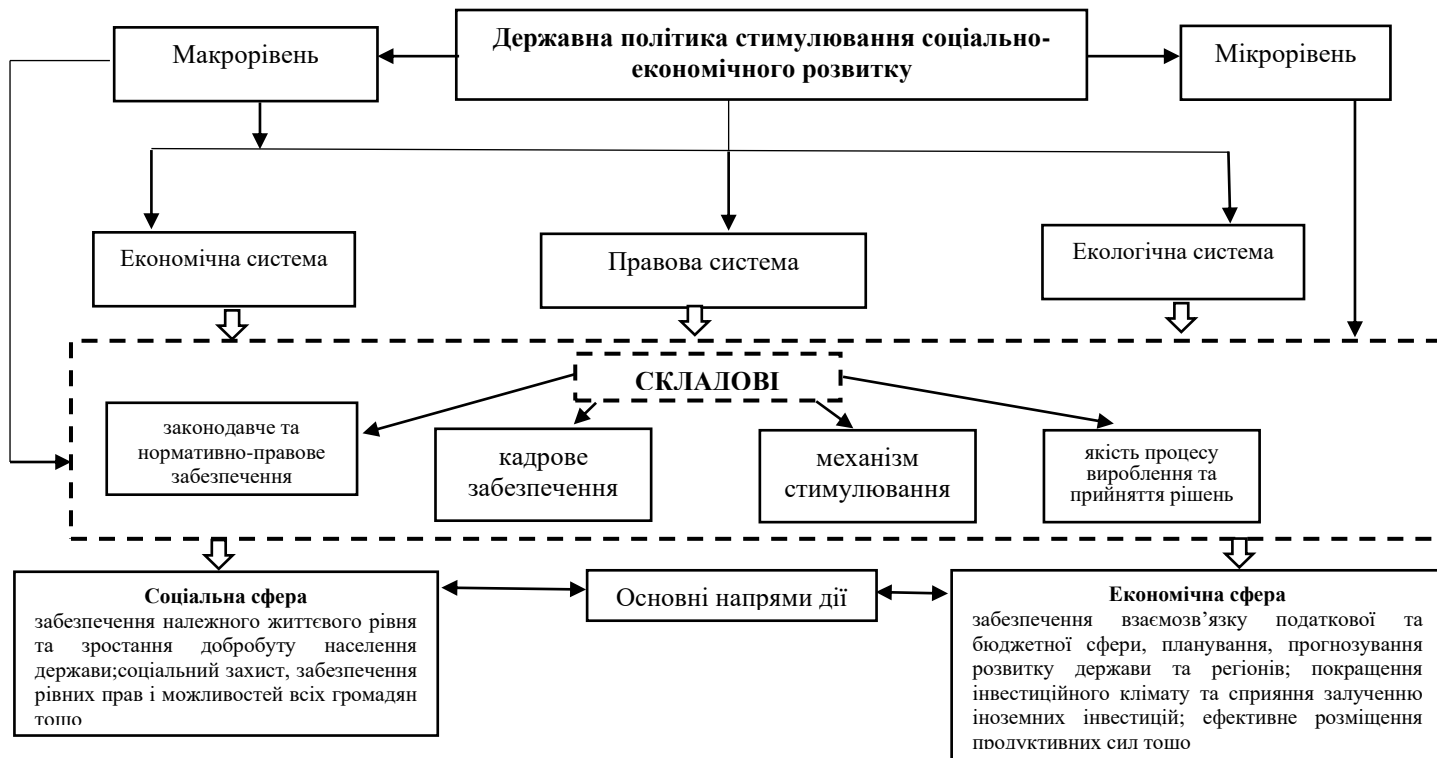 Макрорівень
Державна політика стимулювання соціально-
економічного розвитку
Мікрорівень
Економічна система
Правова система
Екологічна система
СКЛАДОВІ
законодавче та
нормативно-правове
забезпечення
кадрове
забезпечення
механізм
стимулювання
якість процесу
вироблення та
прийняття рішень
Соціальна сфера
забезпечення належного життєвого рівня
та зростання добробуту населення
держави;соціальний захист, забезпечення
рівних прав і можливостей всіх громадян
тощо
Основні напрями дії
Економічна сфера
забезпечення взаємозв’язку податкової та
бюджетної сфери, планування, прогнозування
розвитку держави та регіонів; покращення
інвестиційного клімату та сприяння залученню
іноземних інвестицій; ефективне розміщення
продуктивних сил тощо